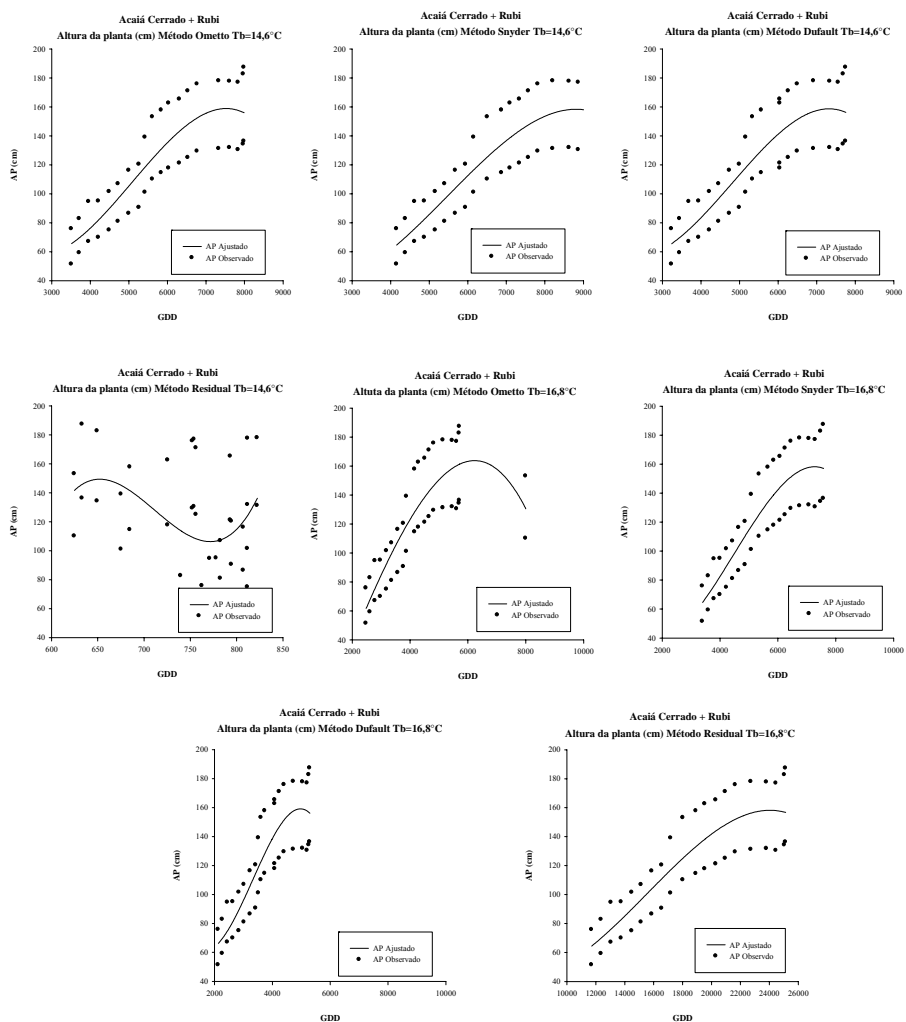 Acaiá Cerrado + Rubi
Altura da planta (cm) Método Ometto Tb=14,6°C
200
180
160
140
120
100
80
60
40
AP (cm)
AP Ajustado
AP Observado
3000 4000 5000 6000 7000 8000 9000
GDD
Acaiá Cerrado + Rubi
Altura da planta (cm) Método Snyder Tb=14,6°C
200
180
160
140
120
100
80
60
40
AP (cm)
AP Ajustado
AP Observado
3000 4000 5000 6000 7000 8000 9000
GDD
Acaiá Cerrado + Rubi
Altura da planta (cm) Método Dufault Tb=14,6°C
200
180
160
140
120
100
80
60
40
AP (cm)
AP Ajustado
AP Observado
3000 4000 5000 6000 7000 8000 9000
GDD
Acaiá Cerrado + Rubi
Altura da planta (cm) Método Residual Tb=14,6°C
200
180
160
140
120
100
80
60
40
AP (cm)
AP Ajustado
AP Observado
600 650 700 750 800 850
GDD
Acaiá Cerrado + Rubi
Altuta da planta (cm) Método Ometto Tb=16,8°C
200
180
160
140
120
100
80
60
40
AP (cm)
AP Ajustado
AP Observado
2000 4000 6000 8000 10000
GDD
Acaiá Cerrado + Rubi
Altura da planta (cm) Método Snyder Tb=16,8°C
200
180
160
140
120
100
80
60
40
AP (cm)
AP Ajustado
AP Observado
2000 4000 6000 8000 10000
GDD
Acaiá Cerrado + Rubi
Altura da planta (cm) Método Dufault Tb=16,8°C
200
180
160
140
120
100
80
60
40
AP (cm)
AP Ajustado
AP Observdo
2000 4000 6000 8000 10000
GDD
Acaiá Cerrado + Rubi
Altura da planta (cm) Método Residual Tb=16,8°C
200
180
160
140
120
100
80
60
40
AP (cm)
AP Ajustado
AP Observado
10000 12000 14000 16000 18000 20000 22000 24000 26000
GDD